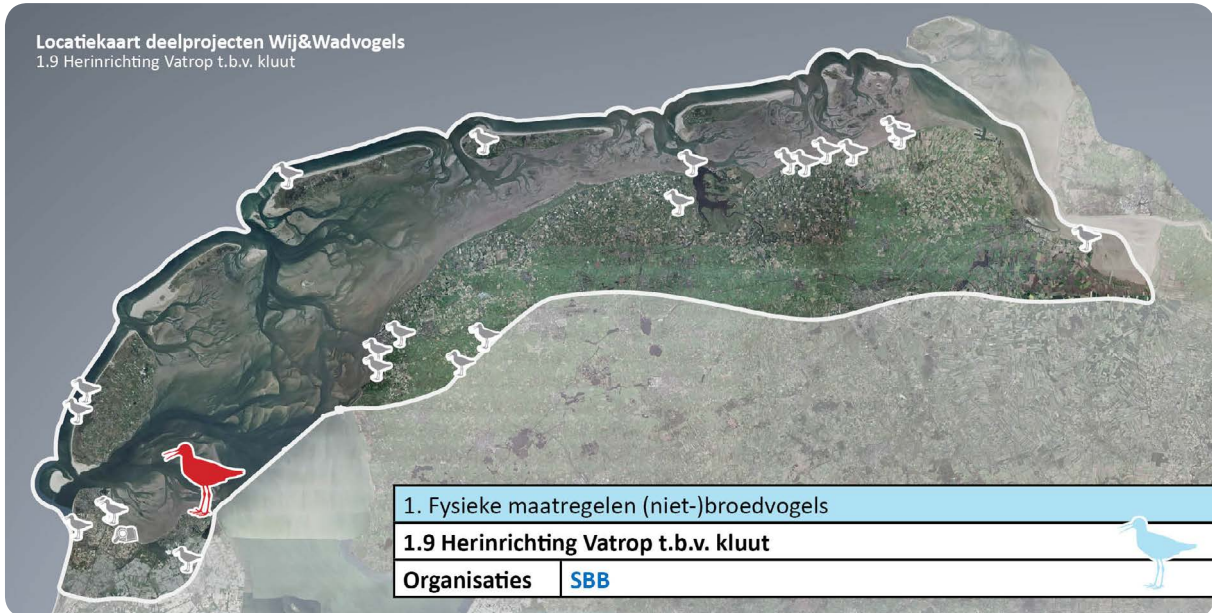 Locatiekaart deelprojecten Wij&Wadvogels
1.9 Herinrichting Vatrop t.b.v. kluut
1. Fysieke maatregelen (niet-)broedvogels
1.9 Herinrichting Vatrop t.b.v. kluut
Organisaties SBB